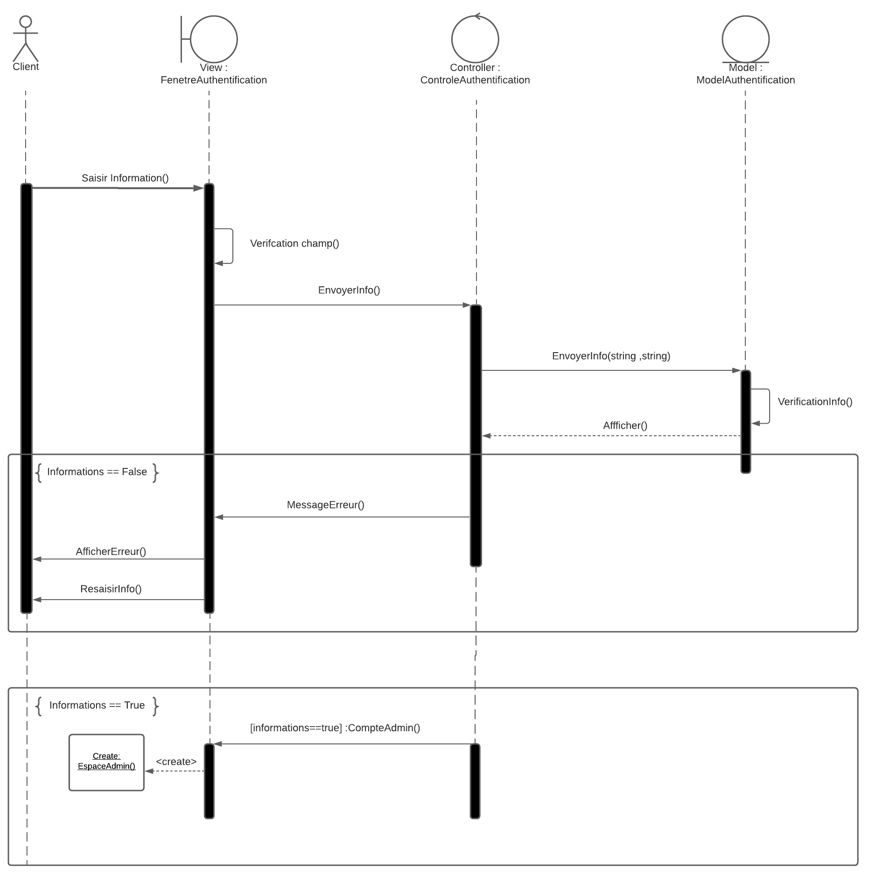 Client
View :
FenetreAuthentification
Controller :
ControleAuthentification
Model :
ModelAuthentification
Saisir Information()
Verifcation champ()
EnvoyerInfo()
EnvoyerInfo(string ,string)
VerificationInfo()
Affficher()
{ Informations == False }
MessageErreur()
AfficherErreur()
ResaisirInfo()
{ Informations == True }
[informations==true] :CompteAdmin()
Create:
EspaceAdmin()
<create>